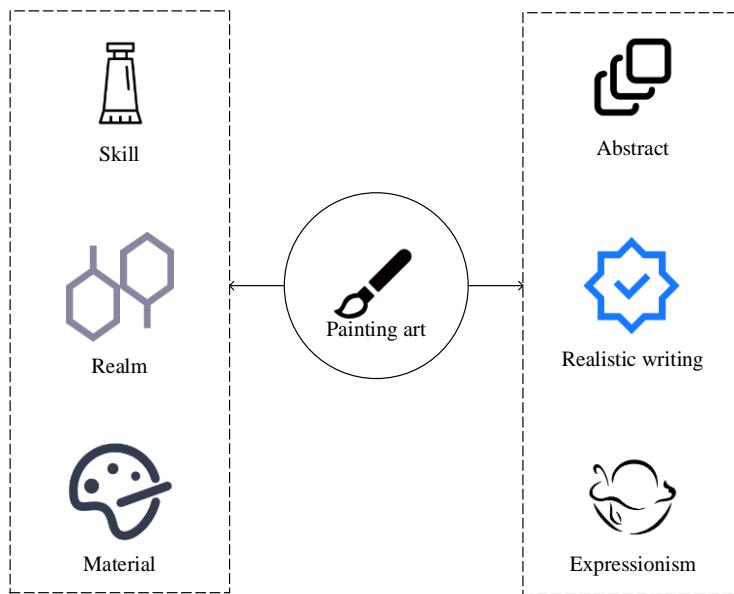 Skill
Realm
Material
Painting art
Abstract
Realistic writing
Expressionism